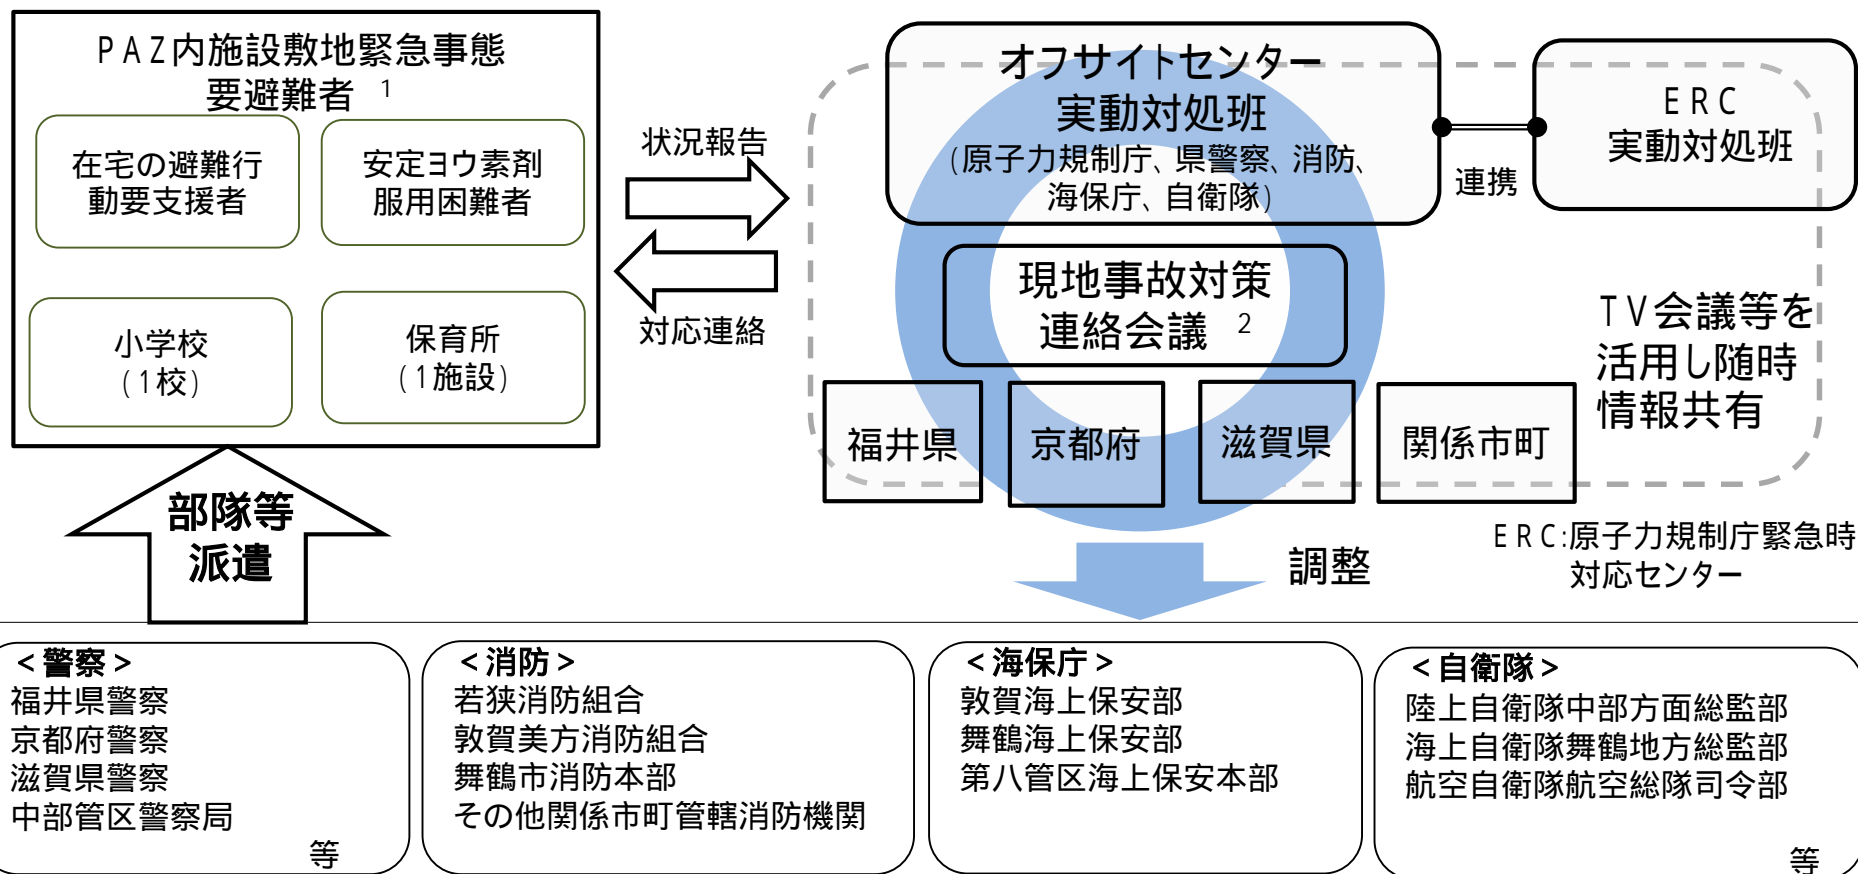 PAZ内施設敷地緊急事態
要避難者 1
在宅の避難行
動要支援者
安定ヨウ素剤
服用困難者
小学校
(1校)
保育所
(1施設)
状況報告
対応連絡
オフサイトセンター
実動対処班
(原子力規制庁、県警察、消防、
海保庁、自衛隊)
連携
ERC
実動対処班
現地事故対策
連絡会議 2
福井県
京都府
滋賀県
関係市町
TV会議等を
活用し随時
情報共有
ERC:原子力規制庁緊急時
対応センター
部隊等
派遣
調整
<警察>
福井県警察
京都府警察
滋賀県警察
中部管区警察局
等
<消防>
若狭消防組合
敦賀美方消防組合
舞鶴市消防本部
その他関係市町管轄消防機関
<海保庁>
敦賀海上保安部
舞鶴海上保安部
第八管区海上保安本部
<自衛隊>
陸上自衛隊中部方面総監部
海上自衛隊舞鶴地方総監部
航空自衛隊航空総隊司令部
等